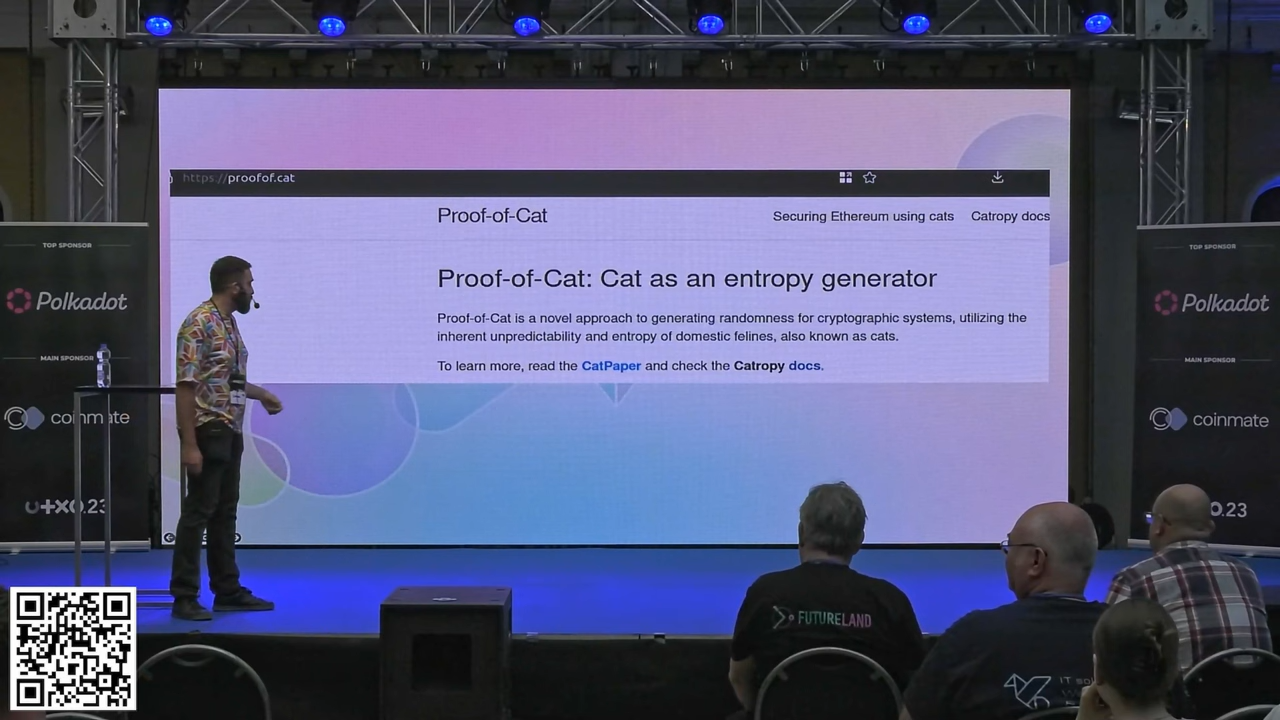 https://proofof.cat
Proof-of-Cat
Securing Ethereum using cats
Catropy docs
Proof-of-Cat: Cat as an entropy generator
Proof-of-Cat is a novel approach to generating randomness for cryptographic systems, utilizing the
inherent unpredictability and entropy of domestic felines, also known as cats.
To learn more, read the CatPaper and check the Catropy docs.
TOP SPONSOR
Polkadot
MAIN SPONSOR
coinmate
.23
TOP SPONSOR
Polkadot
MAIN SPONSOR
coinmate
.23
FUTURELAND
IT